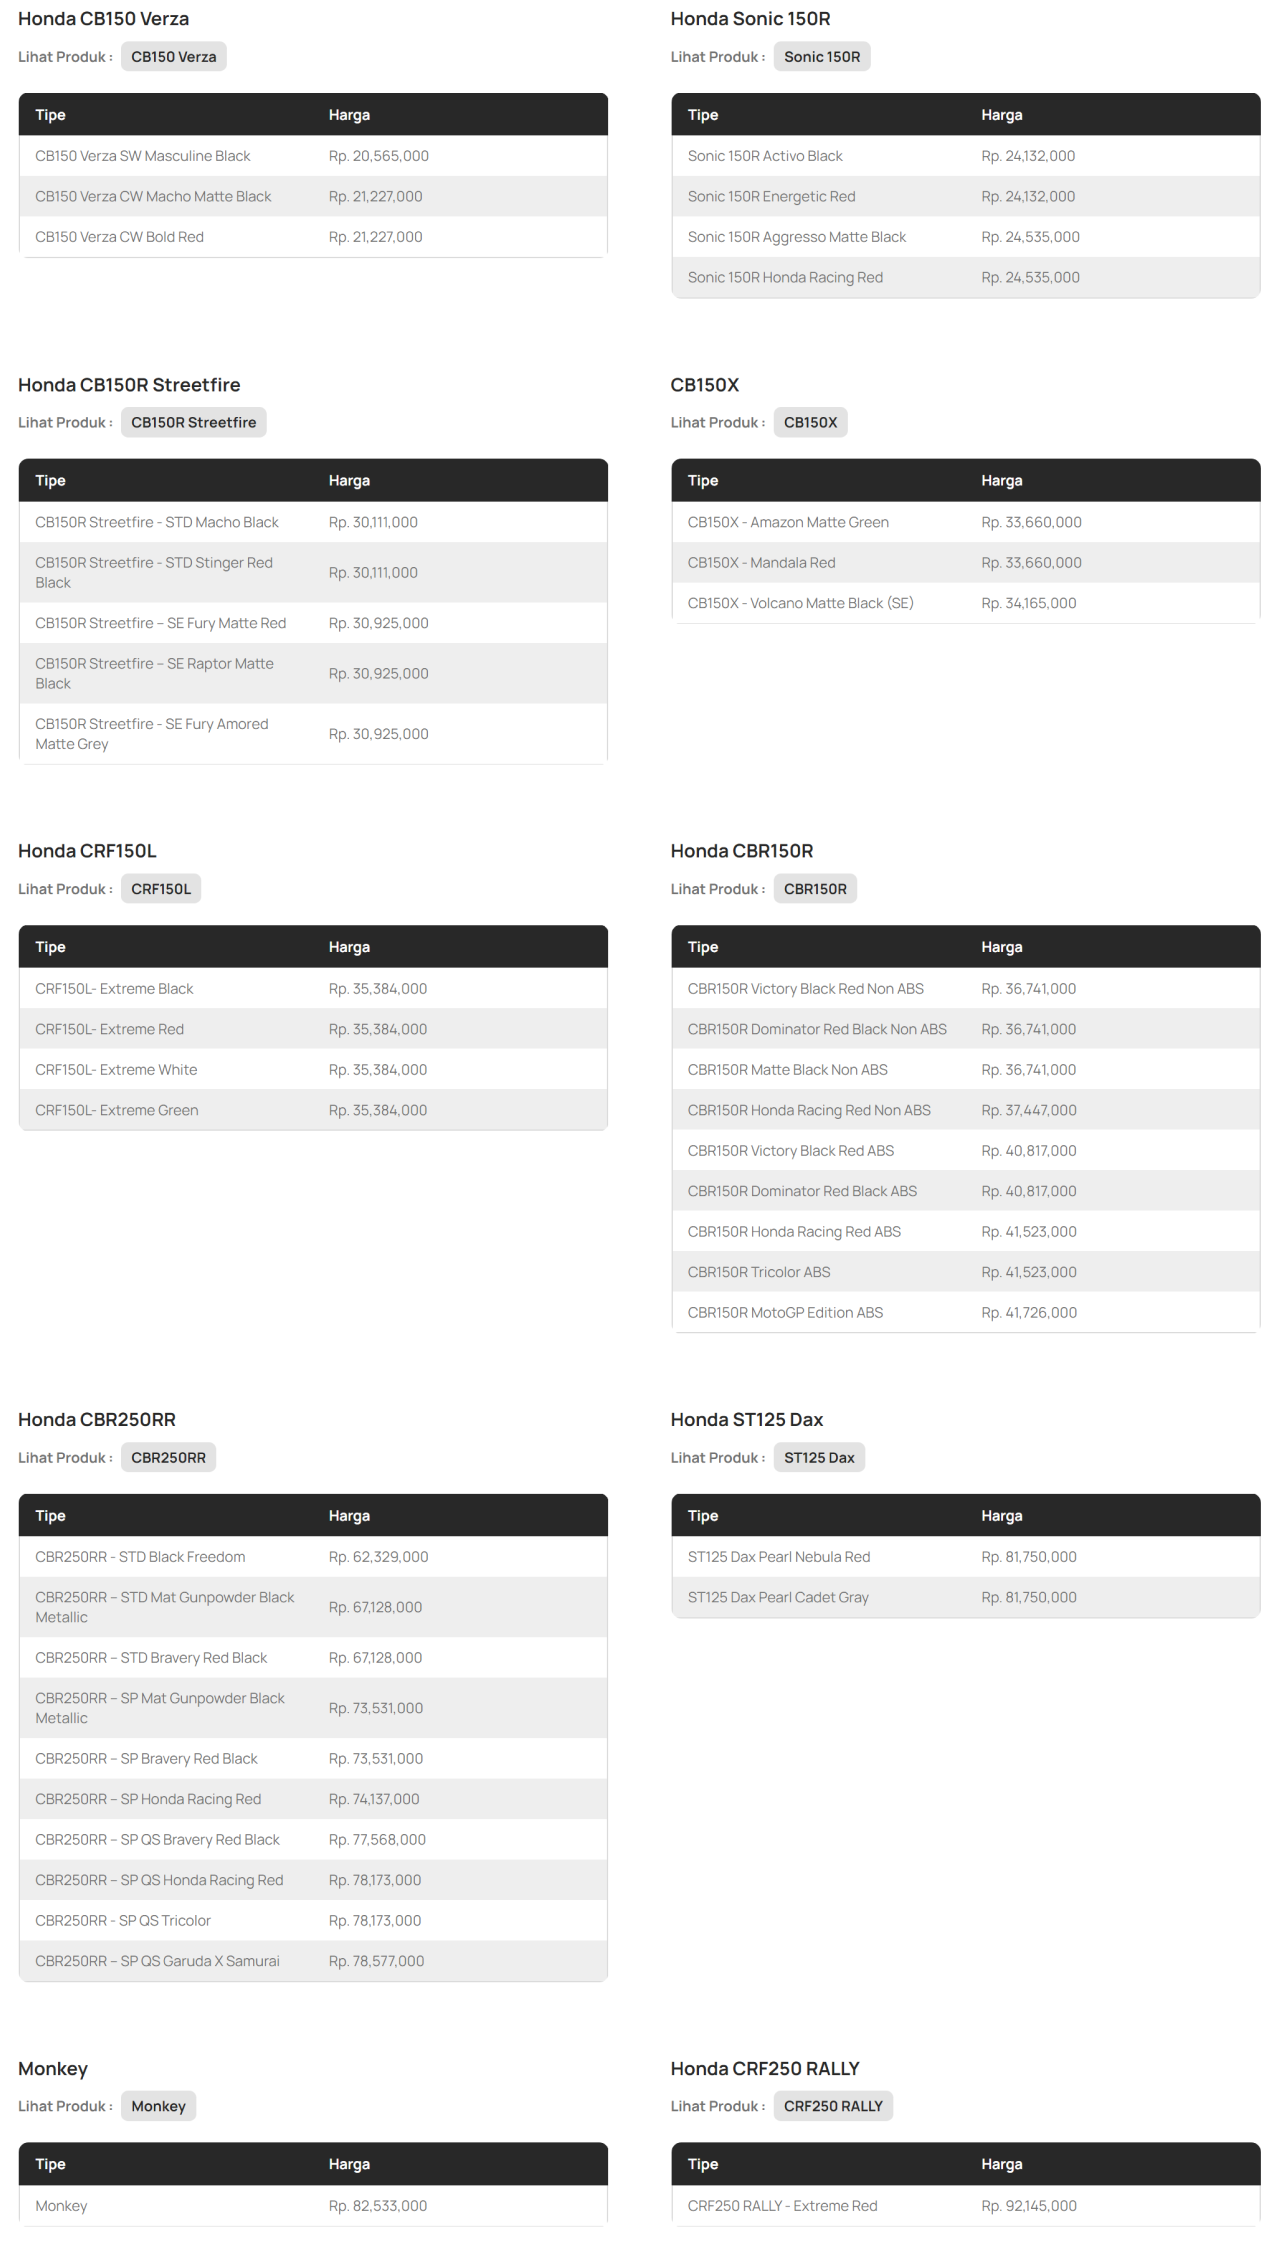 Honda CB150 Verza
Lihat Produk : CB150 Verza
Tipe Harga
CB150 Verza SW Masculine Black Rp. 20,565,000
CB150 Verza CW Macho Matte Black Rp. 21,227,000
CB150 Verza CW Bold Red Rp. 21,227,000
Honda Sonic 150R
Lihat Produk : Sonic 150R
Tipe Harga
Sonic 150R Activo Black Rp. 24,132,000
Sonic 150R Energetic Red Rp. 24,132,000
Sonic 150R Aggresso Matte Black Rp. 24,535,000
Sonic 150R Honda Racing Red Rp. 24,535,000
Honda CB150R Streetfire
Lihat Produk : CB150R Streetfire
Tipe Harga
CB150R Streetfire - STD Macho Black Rp. 30,111,000
CB150R Streetfire - STD Stinger Red
Black Rp. 30,111,000
CB150R Streetfire – SE Fury Matte Red Rp. 30,925,000
CB150R Streetfire – SE Raptor Matte
Black Rp. 30,925,000
CB150R Streetfire - SE Fury Amored
Matte Grey Rp. 30,925,000
CB150X
Lihat Produk : CB150X
Tipe Harga
CB150X - Amazon Matte Green Rp. 33,660,000
CB150X - Mandala Red Rp. 33,660,000
CB150X - Volcano Matte Black (SE) Rp. 34,165,000
Honda CRF150L
Lihat Produk : CRF150L
Tipe Harga
CRF150L- Extreme Black Rp. 35,384,000
CRF150L- Extreme Red Rp. 35,384,000
CRF150L- Extreme White Rp. 35,384,000
CRF150L- Extreme Green Rp. 35,384,000
Honda CBR150R
Lihat Produk : CBR150R
Tipe Harga
CBR150R Victory Black Red Non ABS Rp. 36,741,000
CBR150R Dominator Red Black Non ABS Rp. 36,741,000
CBR150R Matte Black Non ABS Rp. 36,741,000
CBR150R Honda Racing Red Non ABS Rp. 37,447,000
CBR150R Victory Black Red ABS Rp. 40,817,000
CBR150R Dominator Red Black ABS Rp. 40,817,000
CBR150R Honda Racing Red ABS Rp. 41,523,000
CBR150R Tricolor ABS Rp. 41,523,000
CBR150R MotoGP Edition ABS Rp. 41,726,000
Honda CBR250RR
Lihat Produk : CBR250RR
Tipe Harga
CBR250RR - STD Black Freedom Rp. 62,329,000
CBR250RR – STD Mat Gunpowder Black
Metallic Rp. 67,128,000
CBR250RR – STD Bravery Red Black Rp. 67,128,000
CBR250RR – SP Mat Gunpowder Black
Metallic Rp. 73,531,000
CBR250RR – SP Bravery Red Black Rp. 73,531,000
CBR250RR – SP Honda Racing Red Rp. 74,137,000
CBR250RR – SP QS Bravery Red Black Rp. 77,568,000
CBR250RR – SP QS Honda Racing Red Rp. 78,173,000
CBR250RR - SP QS Tricolor Rp. 78,173,000
CBR250RR – SP QS Garuda X Samurai Rp. 78,577,000
Honda ST125 Dax
Lihat Produk : ST125 Dax
Tipe Harga
ST125 Dax Pearl Nebula Red Rp. 81,750,000
ST125 Dax Pearl Cadet Gray Rp. 81,750,000
Monkey
Lihat Produk : Monkey
Tipe Harga
Monkey Rp. 82,533,000
Honda CRF250 RALLY
Lihat Produk : CRF250 RALLY
Tipe Harga
CRF250 RALLY - Extreme Red Rp. 92,145,000